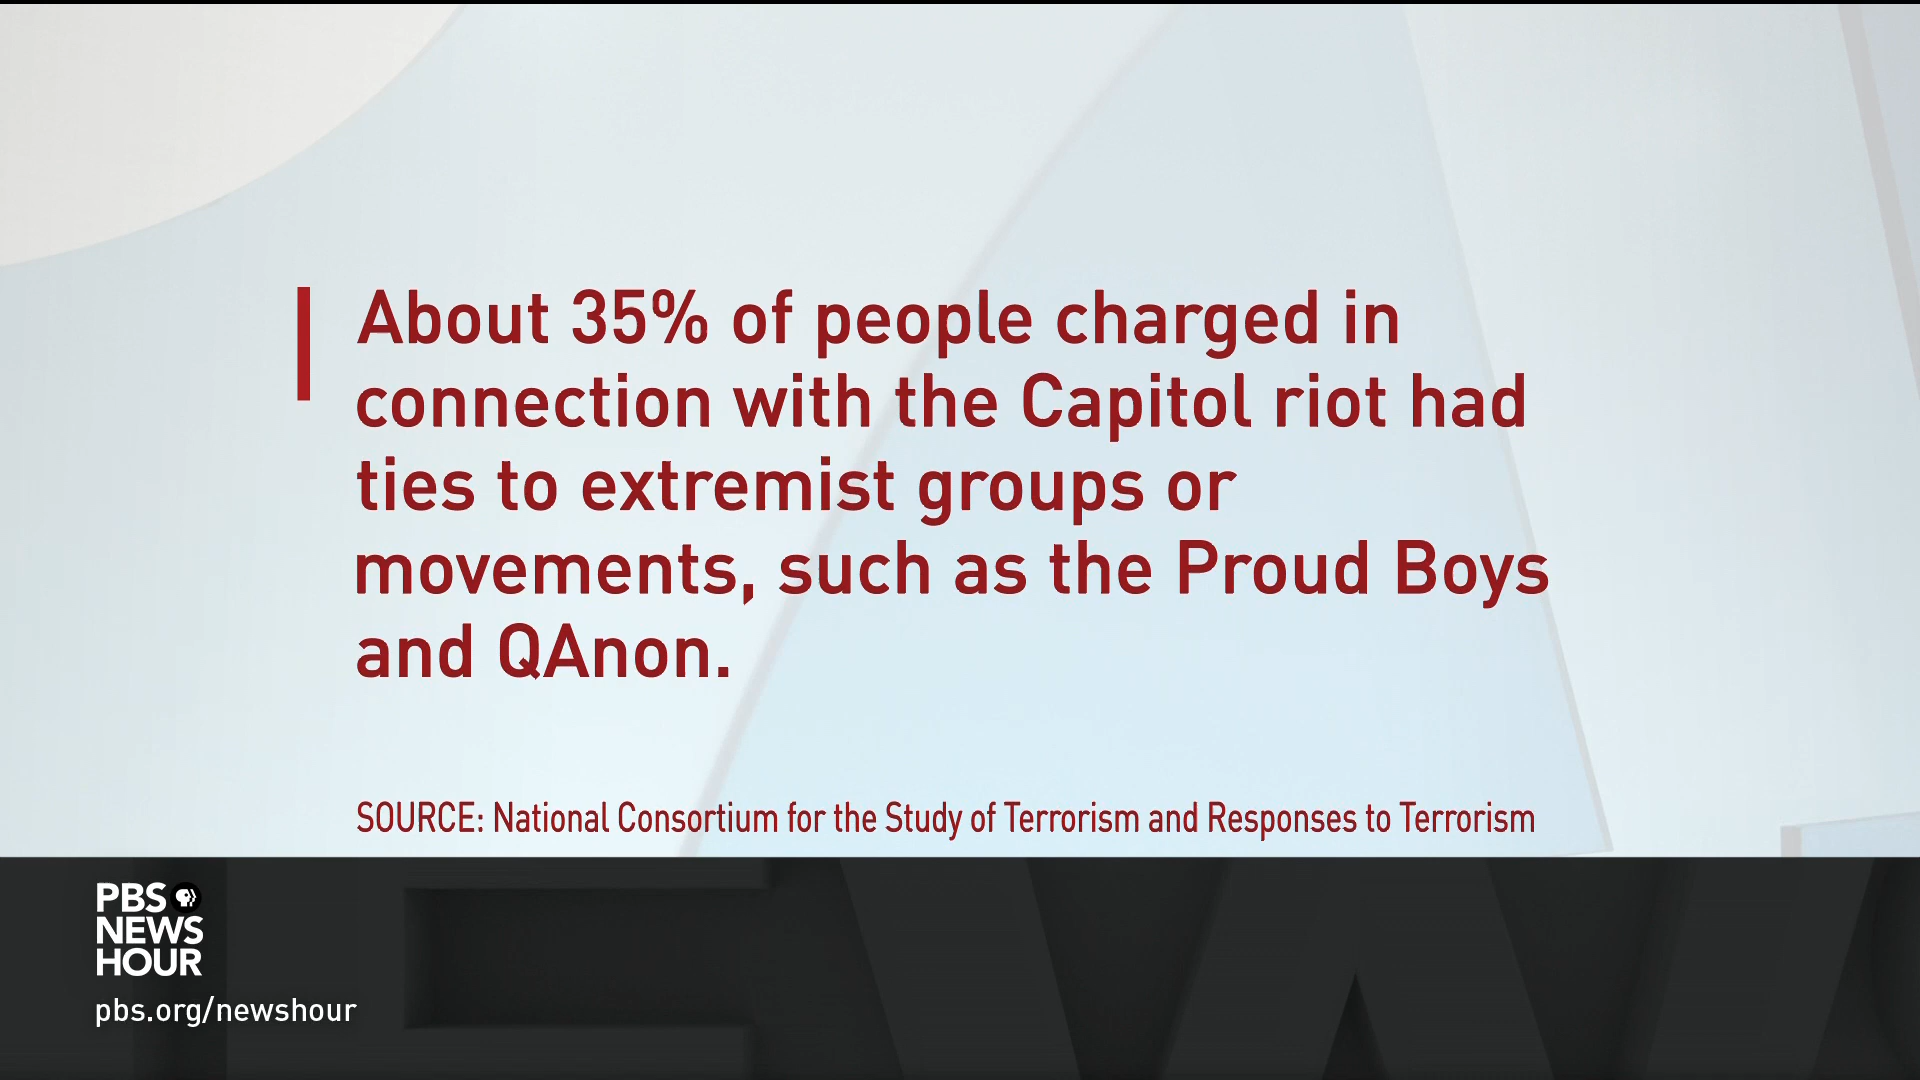 About 35% of people charged in
connection with the Capitol riot had
ties to extremist groups or
movements, such as the Proud Boys
and QAnon.
SOURCE: National Consortium for the Study of Terrorism and Responses to Terrorism
PBS
NEWS
HOUR
pbs.org/newshour